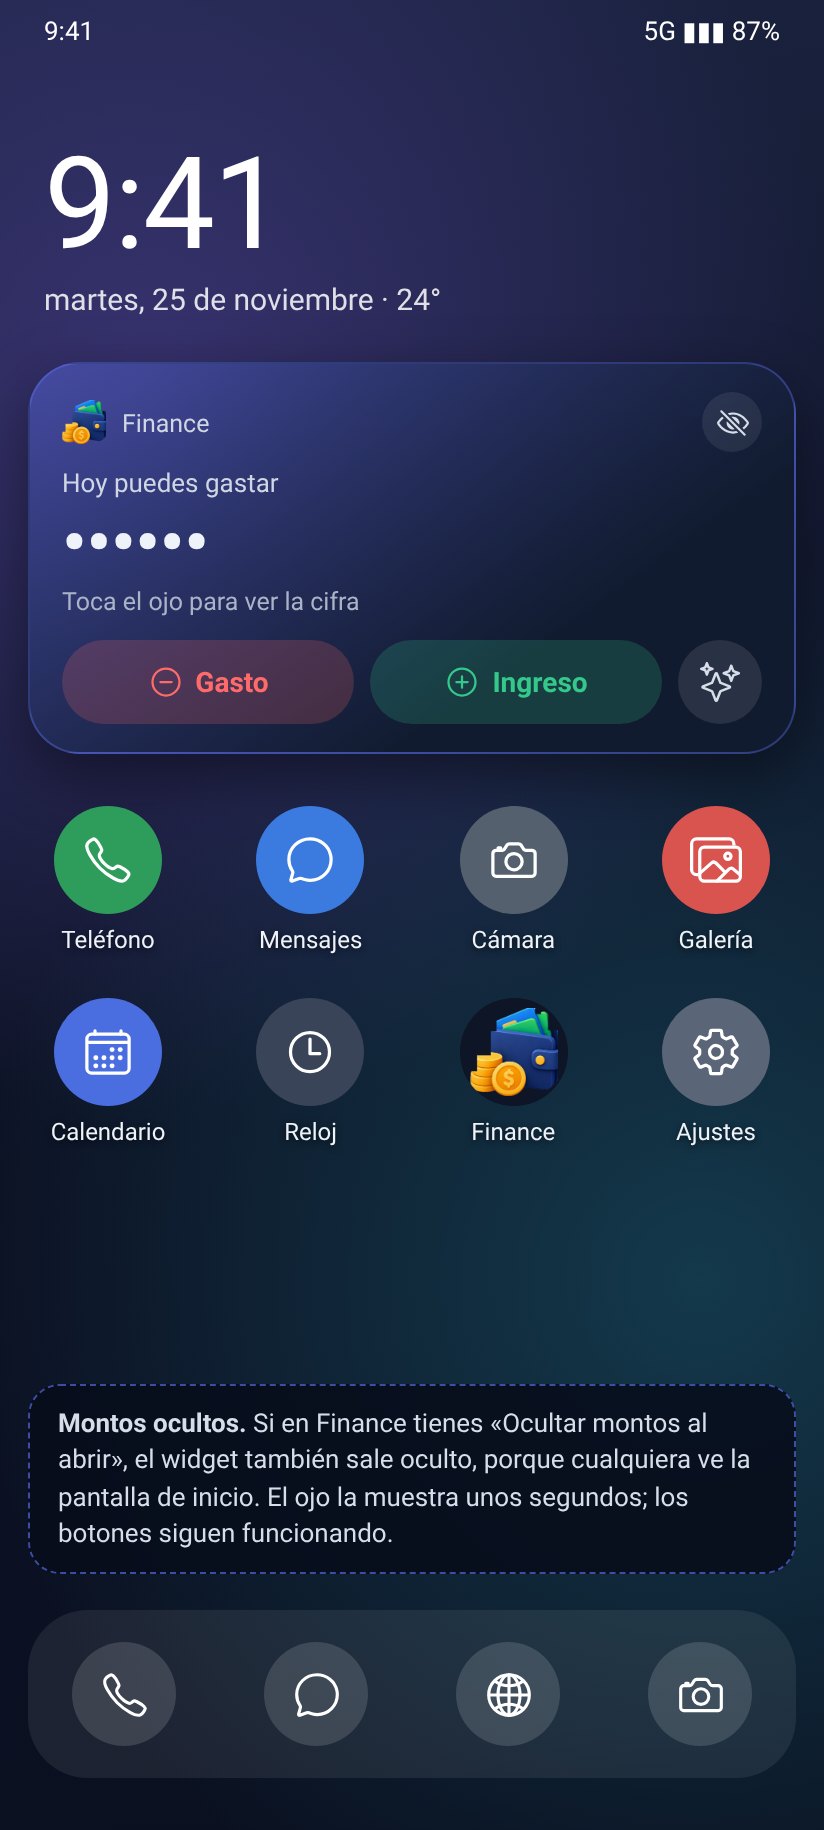 9:41
5G 87%
9:41
martes, 25 de noviembre · 24°
Finance
Hoy puedes gastar
••••••
Toca el ojo para ver la cifra
Gasto
Ingreso
Teléfono
Mensajes
Cámara
Galería
Calendario
Reloj
Finance
Ajustes
Montos ocultos. Si en Finance tienes «Ocultar montos al
abrir», el widget también sale oculto, porque cualquiera ve la
pantalla de inicio. El ojo la muestra unos segundos; los
botones siguen funcionando.